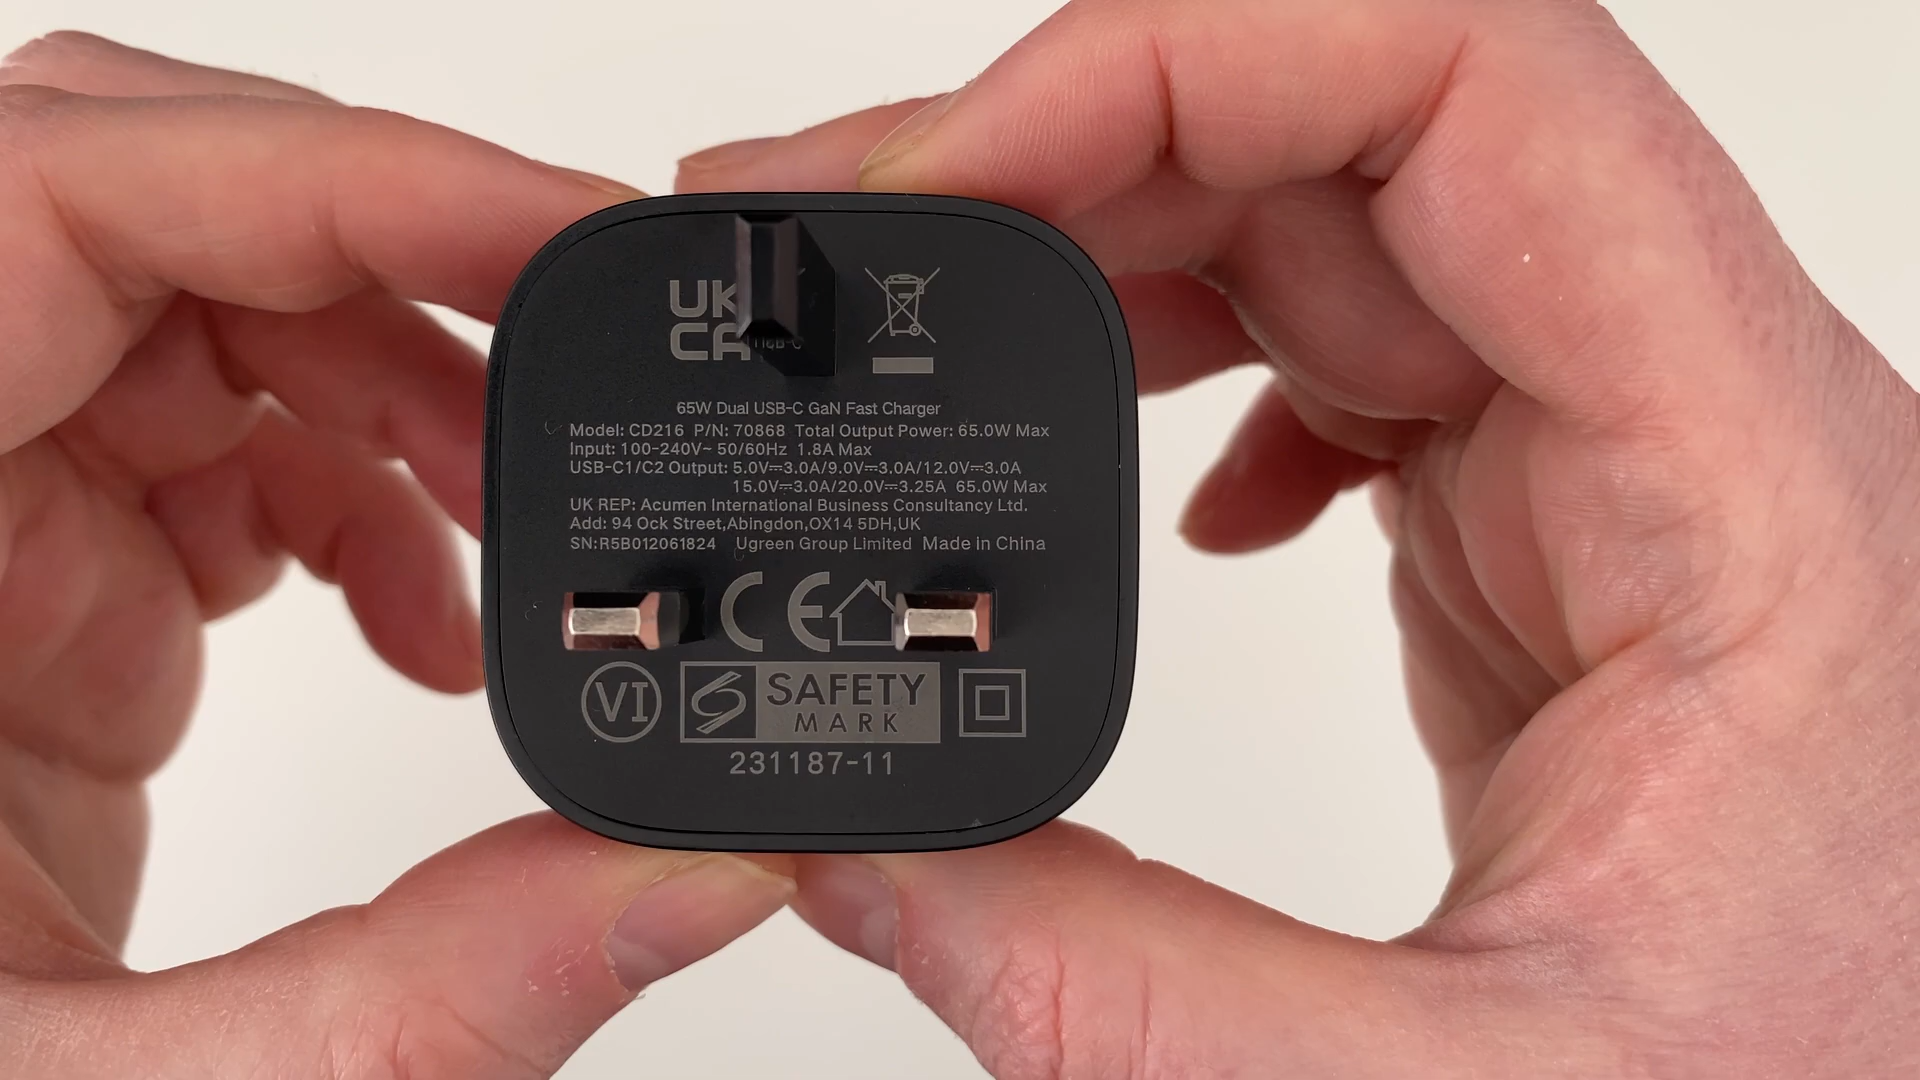 UK
CA
65W Dual USB-C GaN Fast Charger
Model: CD216 P/N: 70868 Total Output Power: 65.0W Max
Input: 100-240V~ 50/60Hz 1.8A Max
USB-C1/C2 Output: 5.0V⎓3.0A/9.0V⎓3.0A/12.0V⎓3.0A
15.0V⎓3.0A/20.0V⎓3.25A 65.0W Max
UK REP: Acumen International Business Consultancy Ltd.
Add: 94 Ock Street,Abingdon,OX14 5DH,UK
SN:R5B012061824 Ugreen Group Limited Made in China
CE
VI SAFETY
MARK
231187-11